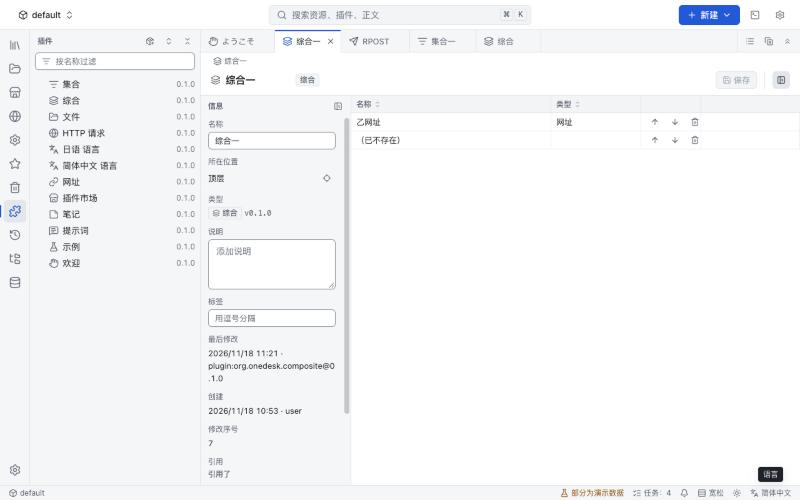 default
搜索资源、插件、正文
⌘ K
新建
插件
按名称过滤
集合 0.1.0
综合 0.1.0
文件 0.1.0
HTTP 请求 0.1.0
日语 语言 0.1.0
简体中文 语言 0.1.0
网址 0.1.0
插件市场 0.1.0
笔记 0.1.0
提示词 0.1.0
示例 0.1.0
欢迎 0.1.0
ようこそ
综合一
RPOST
集合一
综合
综合一
综合一 综合
保存
信息
名称
综合一
所在位置
顶层
类型
综合 v0.1.0
说明
添加说明
标签
用逗号分隔
最后修改
2026/11/18 11:21 ·
plugin:org.onedesk.composite@0
.1.0
创建
2026/11/18 10:53 · user
修改序号
7
引用
引用了
名称 类型
乙网址 网址
（已不存在）
语言
default
部分为演示数据
任务: 4
宽松
简体中文